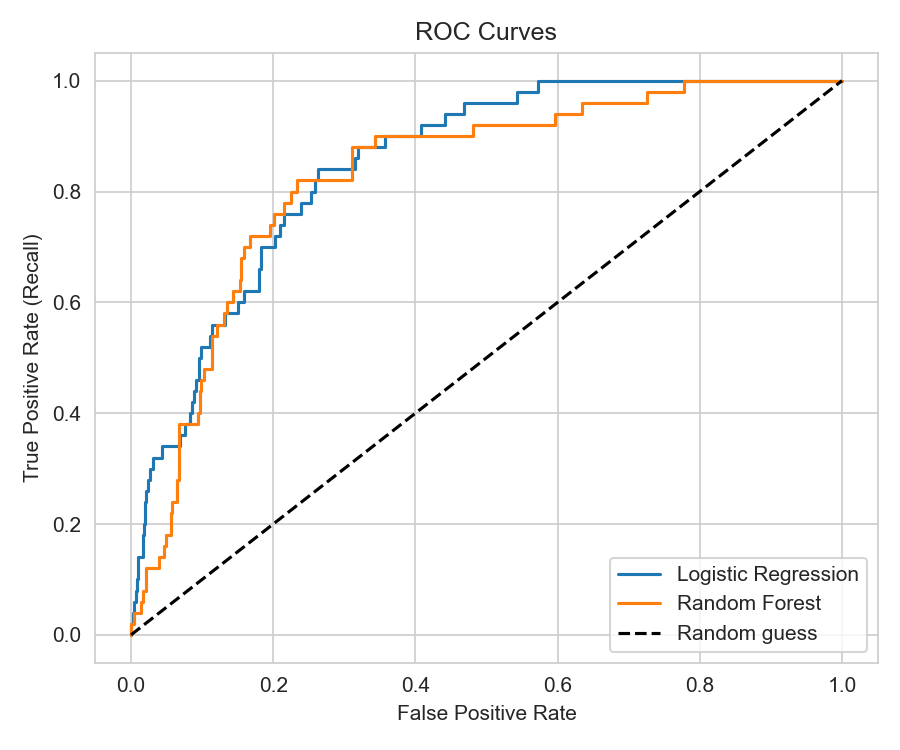 ROC Curves
True Positive Rate (Recall)
1.0
0.8
0.6
0.4
0.2
0.0
0.0 0.2 0.4 0.6 0.8 1.0
False Positive Rate
Logistic Regression
Random Forest
Random guess